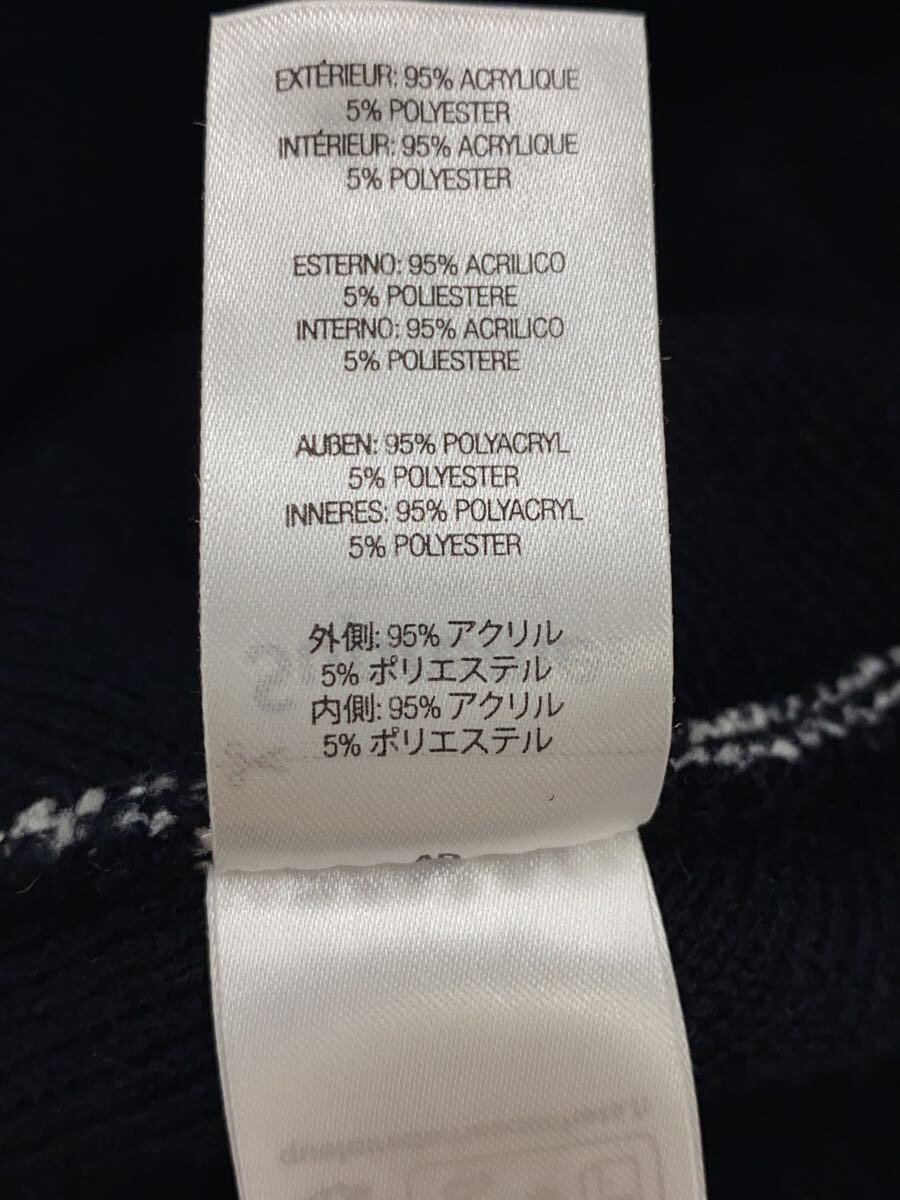 EXTÉRIEUR: 95% ACRYLIQUE
5% POLYESTER
INTÉRIEUR: 95% ACRYLIQUE
5% POLYESTER
ESTERNO: 95% ACRILICO
5% POLIESTERE
INTERNO: 95% ACRILICO
5% POLIESTERE
AUßEN: 95% POLYACRYL
5% POLYESTER
INNERES: 95% POLYACRYL
5% POLYESTER
外側: 95% アクリル
5% ポリエステル
内側: 95% アクリル
5% ポリエステル